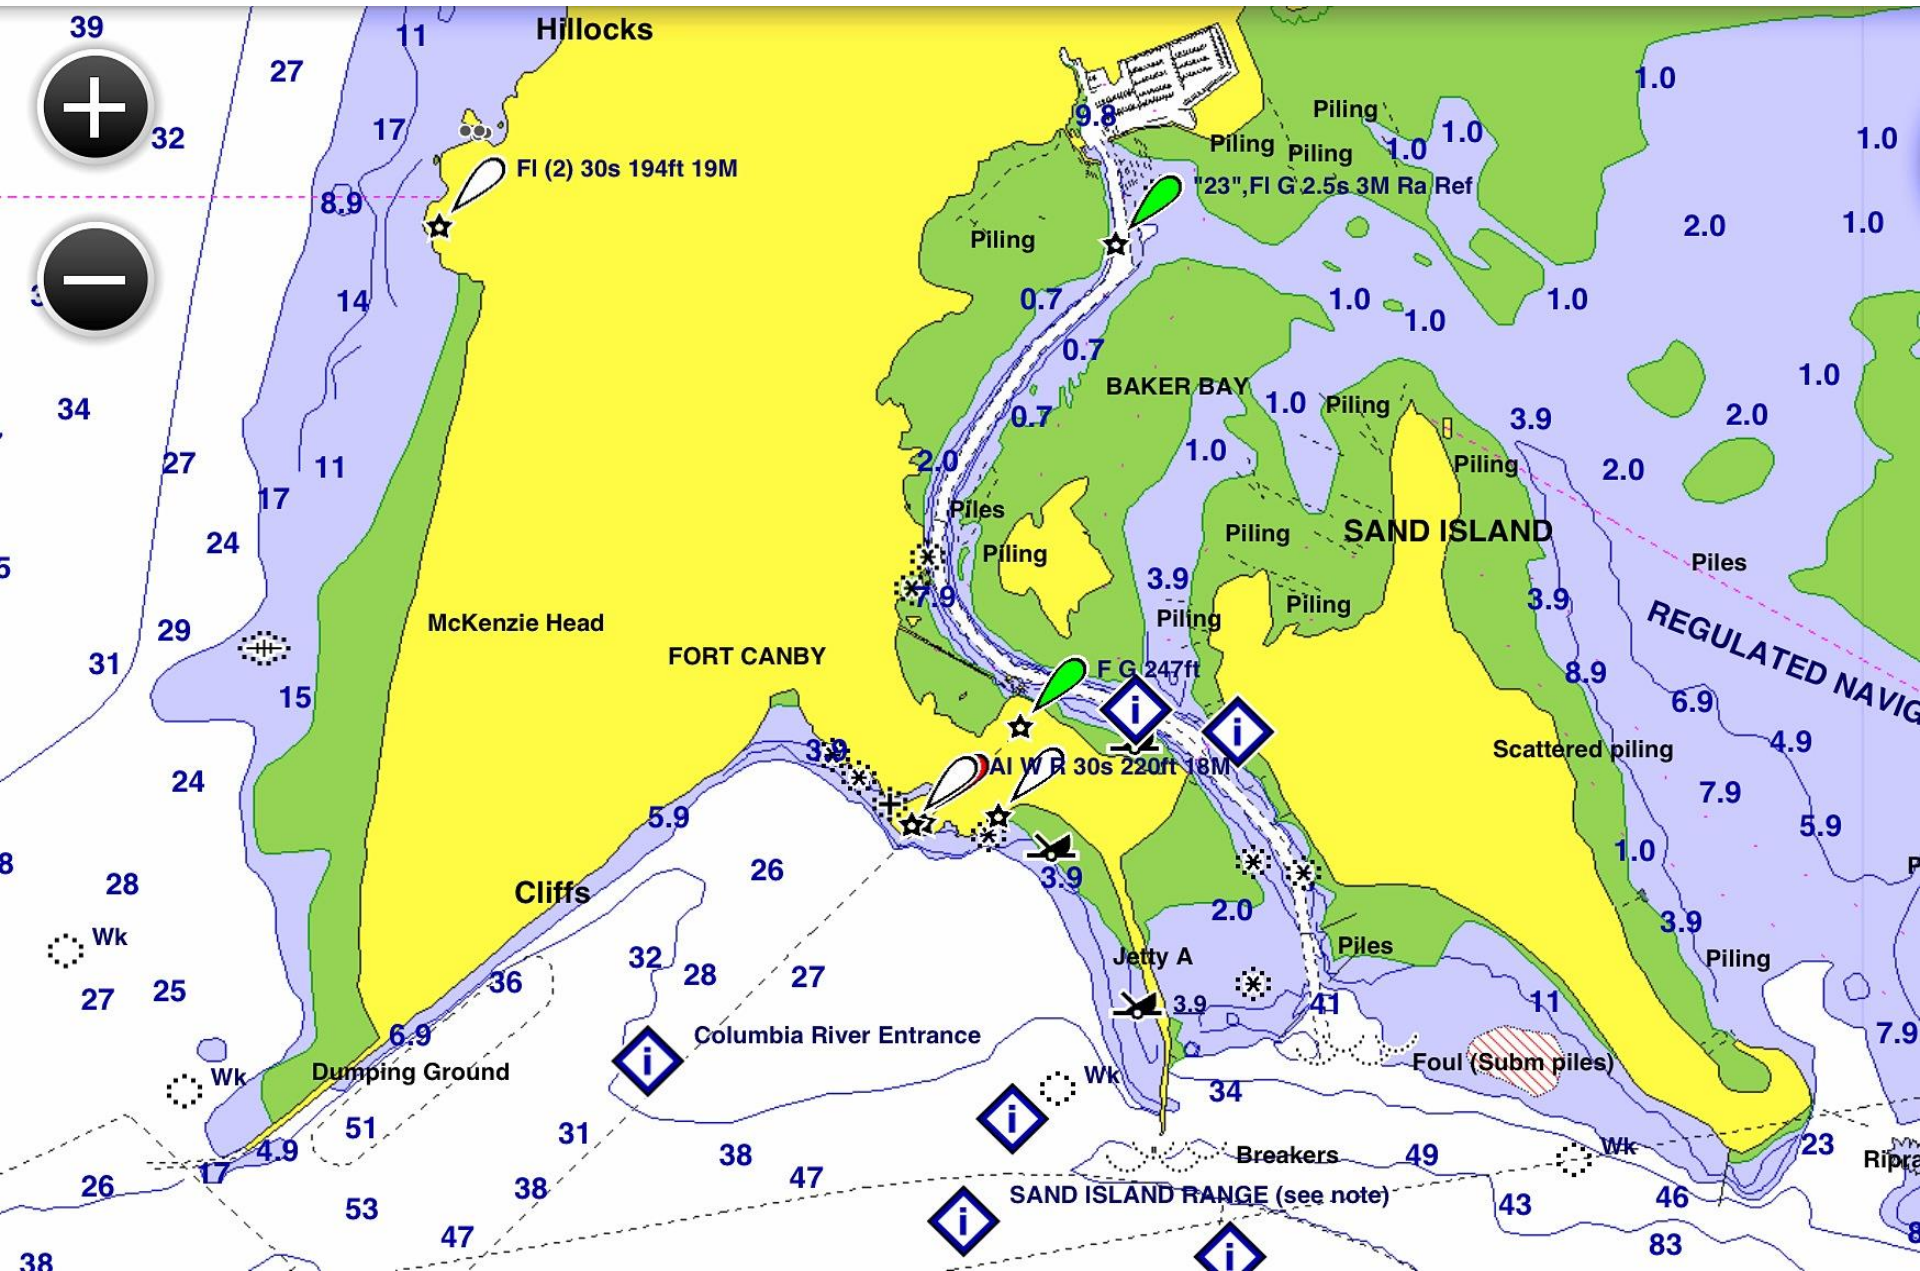 Hillocks
39
11
27
1.0
9.8
Piling
1.0
1.0
17
32
Piling
Piling
1.0
Fl (2) 30s 194ft 19M
"23",Fl G 2.5s 3M Ra Ref
8.9
2.0
1.0
Piling
14
0.7
1.0
1.0
1.0
0.7
BAKER BAY
1.0
34
0.7
1.0
Piling
3.9
2.0
1.0
27
11
2.0
Piling
2.0
17
Piles
SAND ISLAND
24
Piling
Piling
Piles
3.9
7.9
Piling
Piling
3.9
McKenzie Head
29
REGULATED NAVIG
31
FORT CANBY
F G 247ft
8.9
15
6.9
3.9
4.9
Scattered piling
24
Al W R 30s 220ft 18M
7.9
5.9
5.9
1.0
26
28
3.9
Cliffs
2.0
3.9
Wk
Piles
Jetty A
32
28
27
Piling
36
27
25
3.9
41
11
6.9
Columbia River Entrance
7.9
Foul (Subm piles)
Wk
Dumping Ground
Wk
34
51
31
4.9
38
Breakers
49
Wk
23
17
47
26
38
SAND ISLAND RANGE (see note)
43
46
53
47
83
38